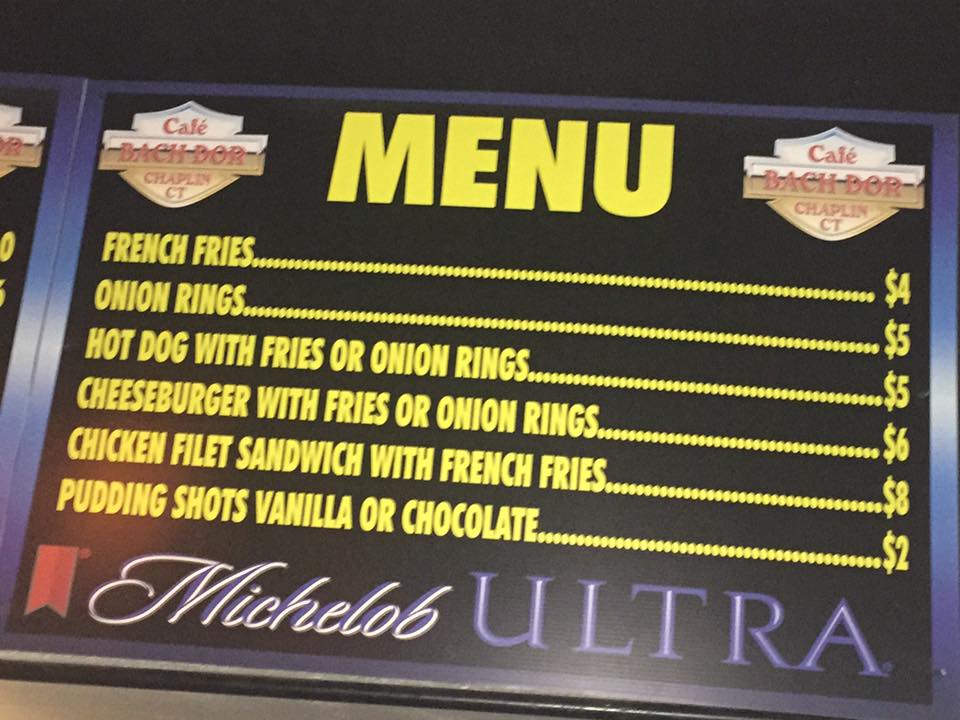 Café
BACH DOR
CHAPLIN
CT
MENU
Café
BACH DOR
CHAPLIN
CT
FRENCH FRIES................ $4
ONION RINGS................ $5
HOT DOG WITH FRIES OR ONION RINGS................$5
CHEESEBURGER WITH FRIES OR ONION RINGS................$6
CHICKEN FILET SANDWICH WITH FRENCH FRIES................$8
PUDDING SHOTS VANILLA OR CHOCOLATE................$2
Michelob ULTRA